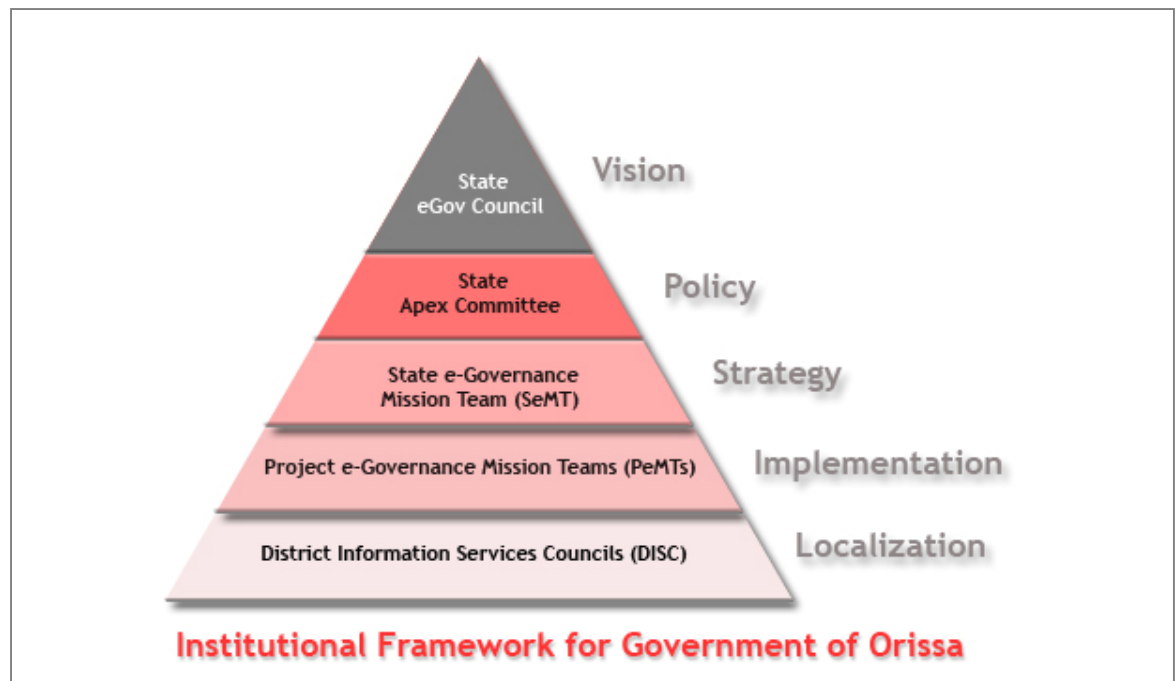 State
eGov Council
Vision
State
Apex Committee
Policy
State e-Governance
Mission Team (SeMT)
Strategy
Project e-Governance Mission Teams (PeMTs)
Implementation
District Information Services Councils (DISC)
Localization
Institutional Framework for Government of Orissa